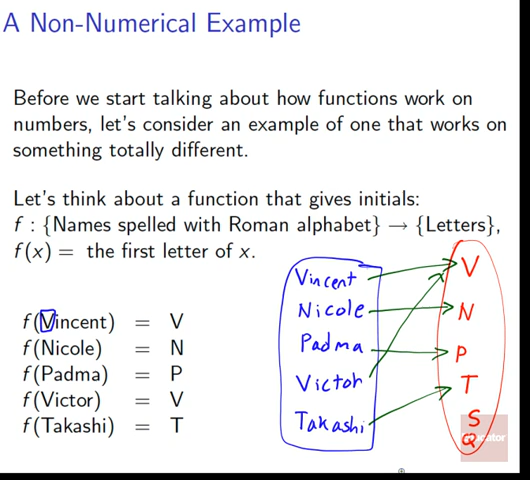 A Non-Numerical Example
Before we start talking about how functions work on
numbers, let's consider an example of one that works on
something totally different.
Let's think about a function that gives initials:
f : {Names spelled with Roman alphabet} → {Letters},
f(x) = the first letter of x.
f(Vincent) = V
f(Nicole) = N
f(Padma) = P
f(Victor) = V
f(Takashi) = T
Vincent
Nicole
Padma
Victor
Takashi
V
N
P
T
S
Q